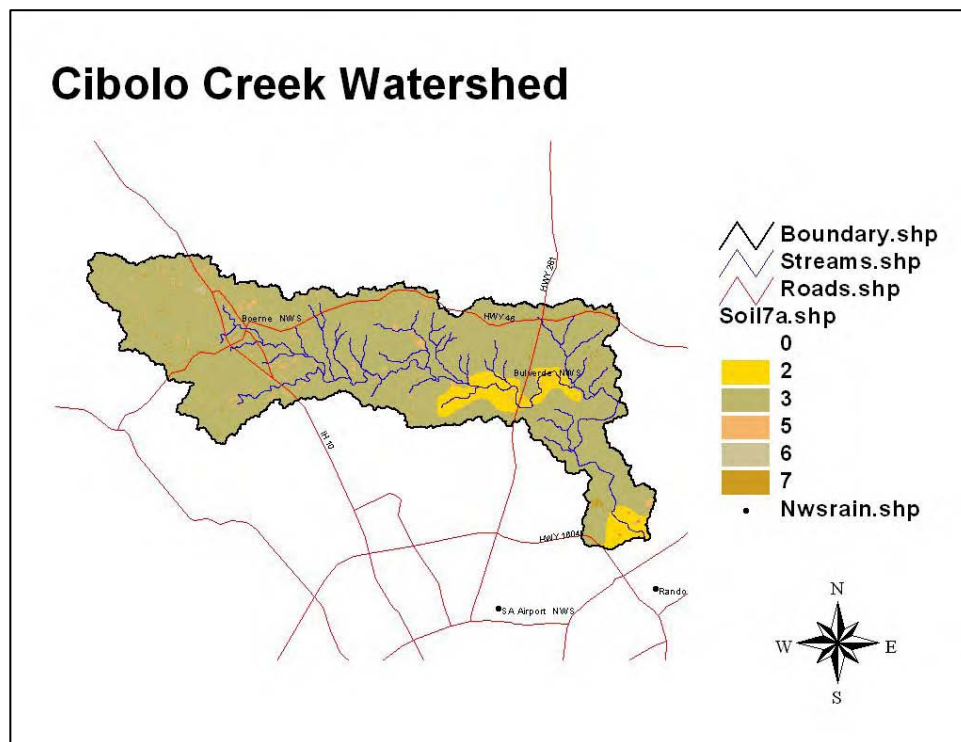 Cibolo Creek Watershed
HWY 281
Boundary.shp
Streams.shp
Roads.shp
Soil7a.shp
0
2
3
5
6
7
Nwsrain.shp
Boerne NWS
HWY 46
Bulverde NWS
IH 10
HWY 1604
SA Airport NWS
Rando
N
W
E
S